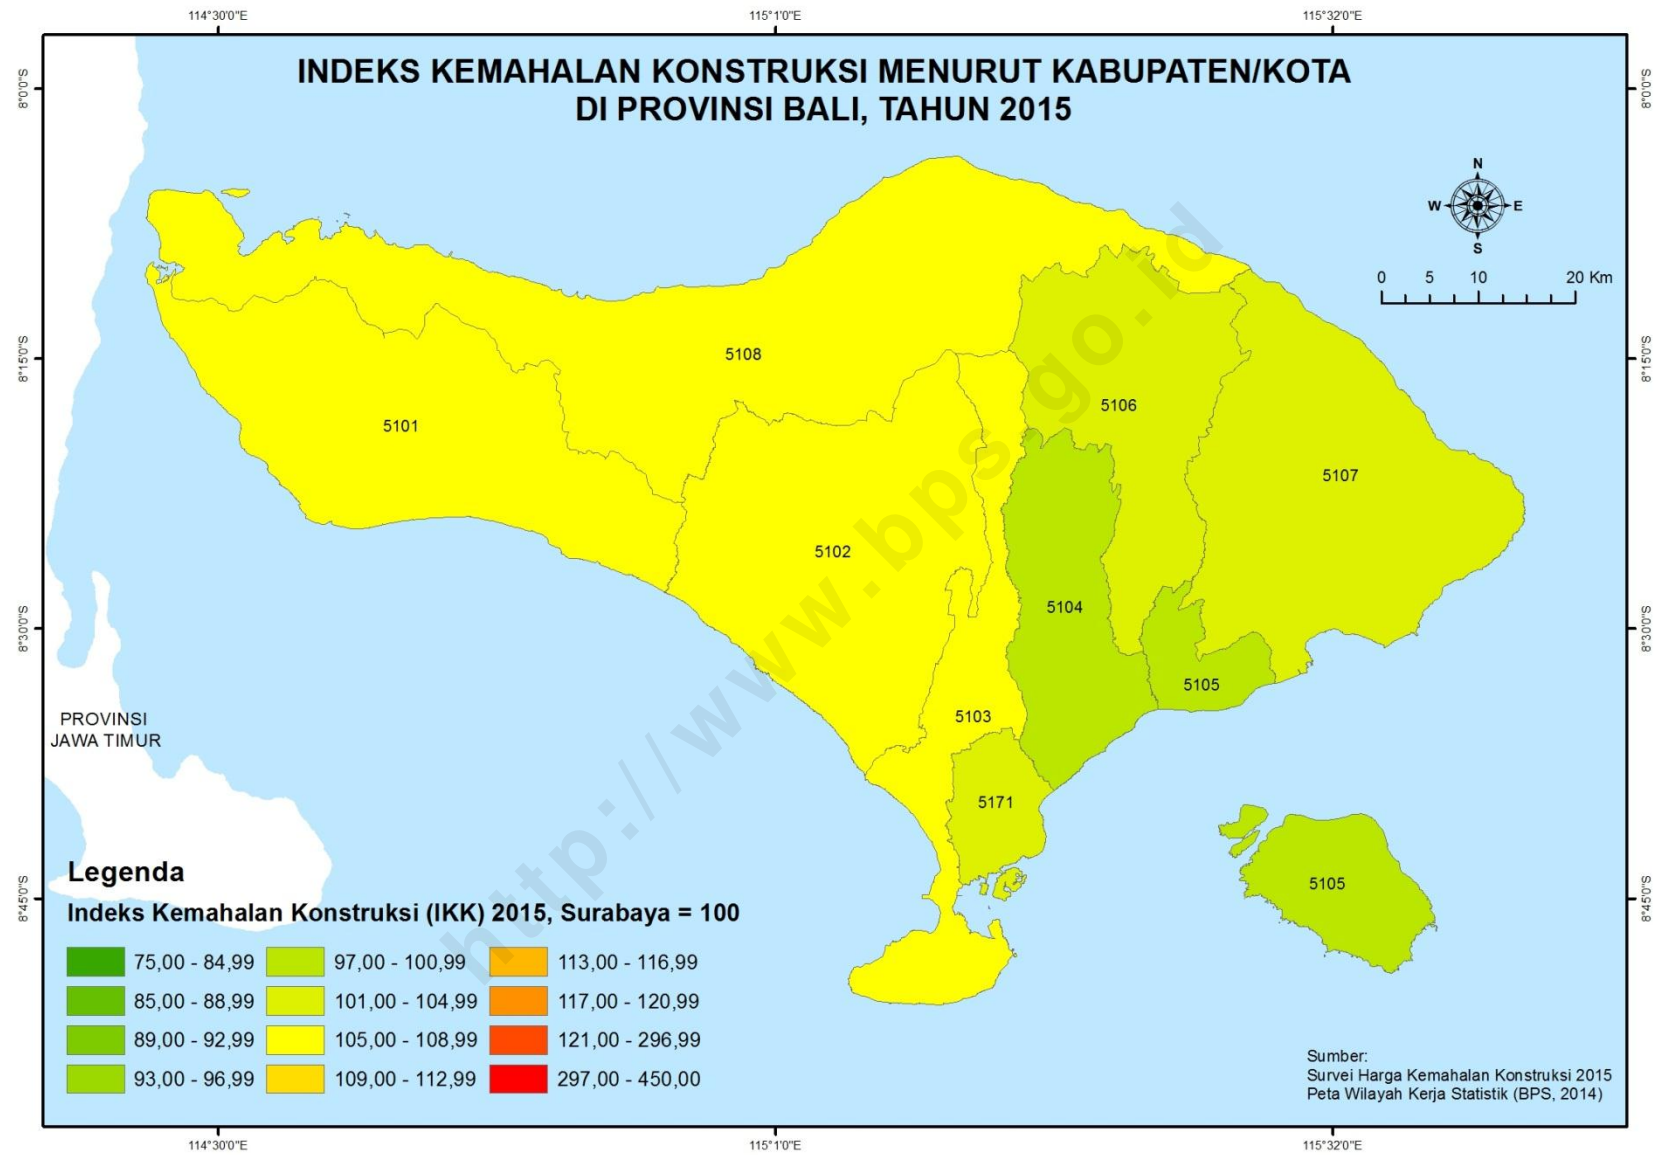 114°30'0"E
115°1'0"E
115°32'0"E
INDEKS KEMAHALAN KONSTRUKSI MENURUT KABUPATEN/KOTA
DI PROVINSI BALI, TAHUN 2015
8°0'0"S
8°0'0"S
N
W
E
S
0 5 10 20 Km
8°15'0"S
8°15'0"S
5108
5106
5101
5107
5102
5104
8°30'0"S
8°30'0"S
5105
5103
PROVINSI
JAWA TIMUR
5171
5105
8°45'0"S
8°45'0"S
http://www.bps.go.id
Legenda
Indeks Kemahalan Konstruksi (IKK) 2015, Surabaya = 100
75,00 - 84,99 97,00 - 100,99 113,00 - 116,99
85,00 - 88,99 101,00 - 104,99 117,00 - 120,99
89,00 - 92,99 105,00 - 108,99 121,00 - 296,99
93,00 - 96,99 109,00 - 112,99 297,00 - 450,00
Sumber:
Survei Harga Kemahalan Konstruksi 2015
Peta Wilayah Kerja Statistik (BPS, 2014)
114°30'0"E
115°1'0"E
115°32'0"E